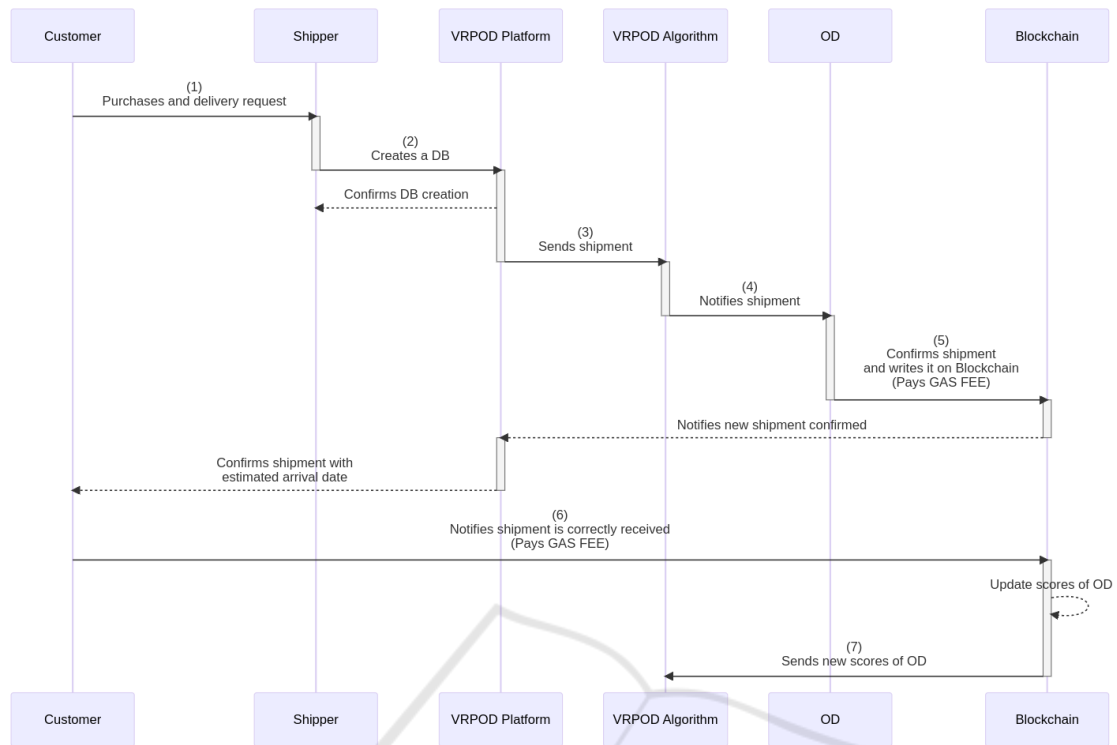 Customer
Shipper
VRPOD Platform
VRPOD Algorithm
OD
Blockchain
(1)
Purchases and delivery request
(2)
Creates a DB
Confirms DB creation
(3)
Sends shipment
(4)
Notifies shipment
(5)
Confirms shipment
and writes it on Blockchain
(Pays GAS FEE)
Notifies new shipment confirmed
Confirms shipment with
estimated arrival date
(6)
Notifies shipment is correctly received
(Pays GAS FEE)
Update scores of OD
(7)
Sends new scores of OD
Customer
Shipper
VRPOD Platform
VRPOD Algorithm
OD
Blockchain